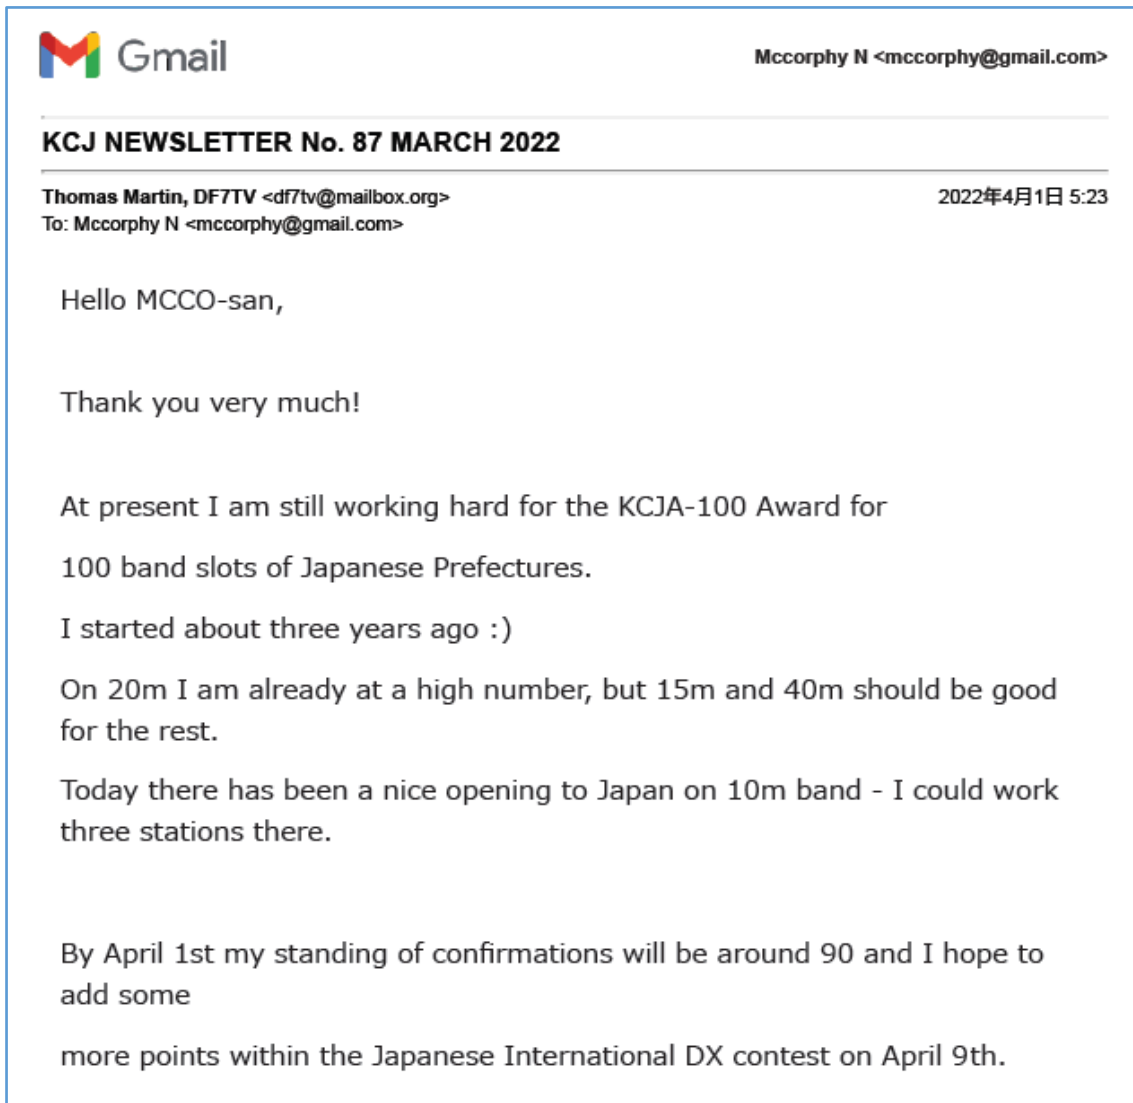 Gmail
Mccorphy N <mccorphy@gmail.com>
KCJ NEWSLETTER No. 87 MARCH 2022
Thomas Martin, DF7TV <df7tv@mailbox.org>
2022年4月1日 5:23
To: Mccorphy N <mccorphy@gmail.com>
Hello MCCO-san,
Thank you very much!
At present I am still working hard for the KCJA-100 Award for
100 band slots of Japanese Prefectures.
I started about three years ago :)
On 20m I am already at a high number, but 15m and 40m should be good
for the rest.
Today there has been a nice opening to Japan on 10m band - I could work
three stations there.
By April 1st my standing of confirmations will be around 90 and I hope to
add some
more points within the Japanese International DX contest on April 9th.